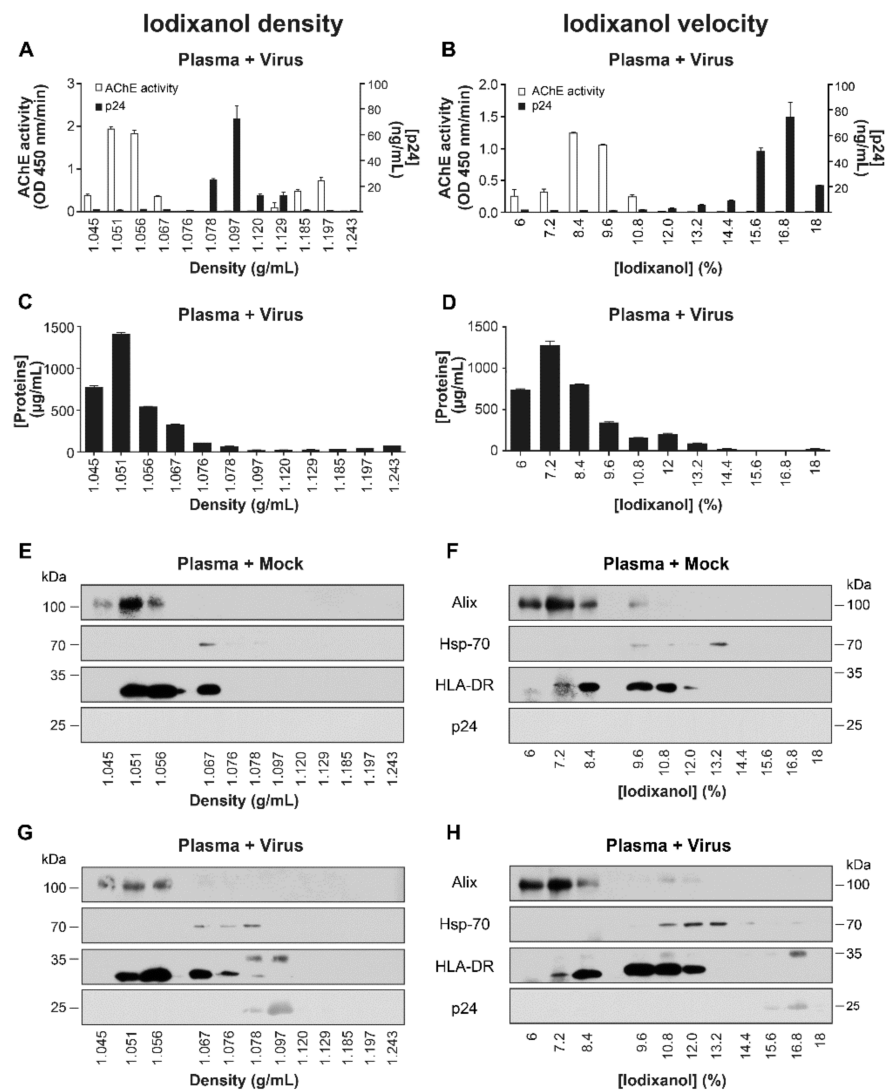 Iodixanol density
Iodixanol velocity
A
Plasma + Virus
AChE activity
(OD 450 nm/min)
3
2
1
0
AChE activity
p24
100
80
60
40
20
[p24]
(ng/mL)
1.045 1.051 1.056 1.067 1.076 1.078 1.097 1.120 1.129 1.185 1.197 1.243
Density (g/mL)
B
Plasma + Virus
AChE activity
(OD 450 nm/min)
2.0
1.5
1.0
0.5
0.0
AChE activity
p24
100
80
60
40
20
[p24]
(ng/mL)
6 7.2 8.4 9.6 10.8 12.0 13.2 14.4 15.6 16.8 18
[Iodixanol] (%)
C
Plasma + Virus
[Proteins]
(µg/mL)
1500
1000
500
0
1.045 1.051 1.056 1.067 1.076 1.078 1.097 1.120 1.129 1.185 1.197 1.243
Density (g/mL)
D
Plasma + Virus
[Proteins]
(µg/mL)
1500
1000
500
0
6 7.2 8.4 9.6 10.8 12 13.2 14.4 15.6 16.8 18
[Iodixanol] (%)
E
Plasma + Mock
kDa
100
70
35
25
1.045 1.051 1.056 1.067 1.076 1.078 1.097 1.120 1.129 1.185 1.197 1.243
Density (g/mL)
F
Plasma + Mock
kDa
Alix 100
Hsp-70 70
HLA-DR 35
p24 25
6 7.2 8.4 9.6 10.8 12.0 13.2 14.4 15.6 16.8 18
[Iodixanol] (%)
G
Plasma + Virus
kDa
100
70
35
25
1.045 1.051 1.056 1.067 1.076 1.078 1.097 1.120 1.129 1.185 1.197 1.243
Density (g/mL)
H
Plasma + Virus
kDa
Alix 100
Hsp-70 70
HLA-DR 35
p24 25
6 7.2 8.4 9.6 10.8 12.0 13.2 14.4 15.6 16.8 18
[Iodixanol] (%)